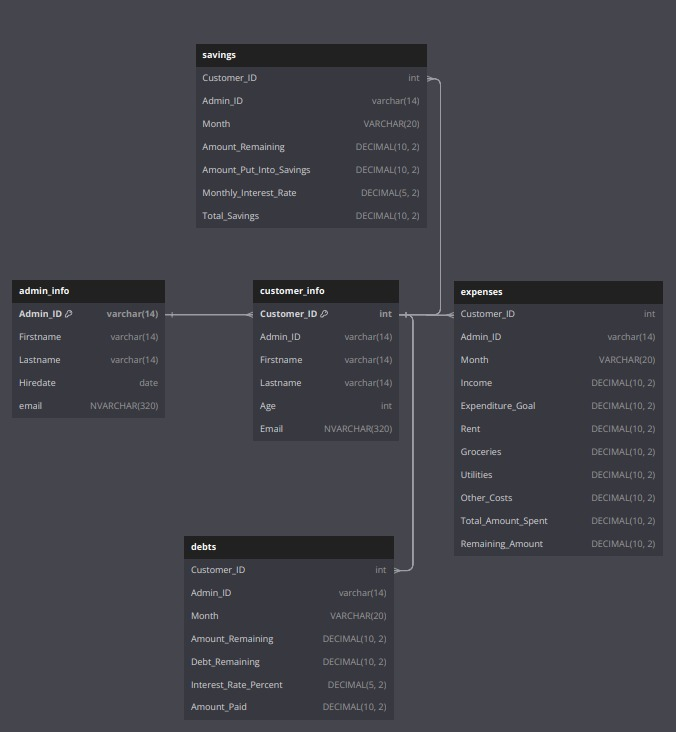 savings
Customer_ID int
Admin_ID varchar(14)
Month VARCHAR(20)
Amount_Remaining DECIMAL(10, 2)
Amount_Put_Into_Savings DECIMAL(10, 2)
Monthly_Interest_Rate DECIMAL(5, 2)
Total_Savings DECIMAL(10, 2)
admin_info
Admin_ID varchar(14)
Firstname varchar(14)
Lastname varchar(14)
Hiredate date
email NVARCHAR(320)
customer_info
Customer_ID int
Admin_ID varchar(14)
Firstname varchar(14)
Lastname varchar(14)
Age int
Email NVARCHAR(320)
expenses
Customer_ID int
Admin_ID varchar(14)
Month VARCHAR(20)
Income DECIMAL(10, 2)
Expenditure_Goal DECIMAL(10, 2)
Rent DECIMAL(10, 2)
Groceries DECIMAL(10, 2)
Utilities DECIMAL(10, 2)
Other_Costs DECIMAL(10, 2)
Total_Amount_Spent DECIMAL(10, 2)
Remaining_Amount DECIMAL(10, 2)
debts
Customer_ID int
Admin_ID varchar(14)
Month VARCHAR(20)
Amount_Remaining DECIMAL(10, 2)
Debt_Remaining DECIMAL(10, 2)
Interest_Rate_Percent DECIMAL(5, 2)
Amount_Paid DECIMAL(10, 2)